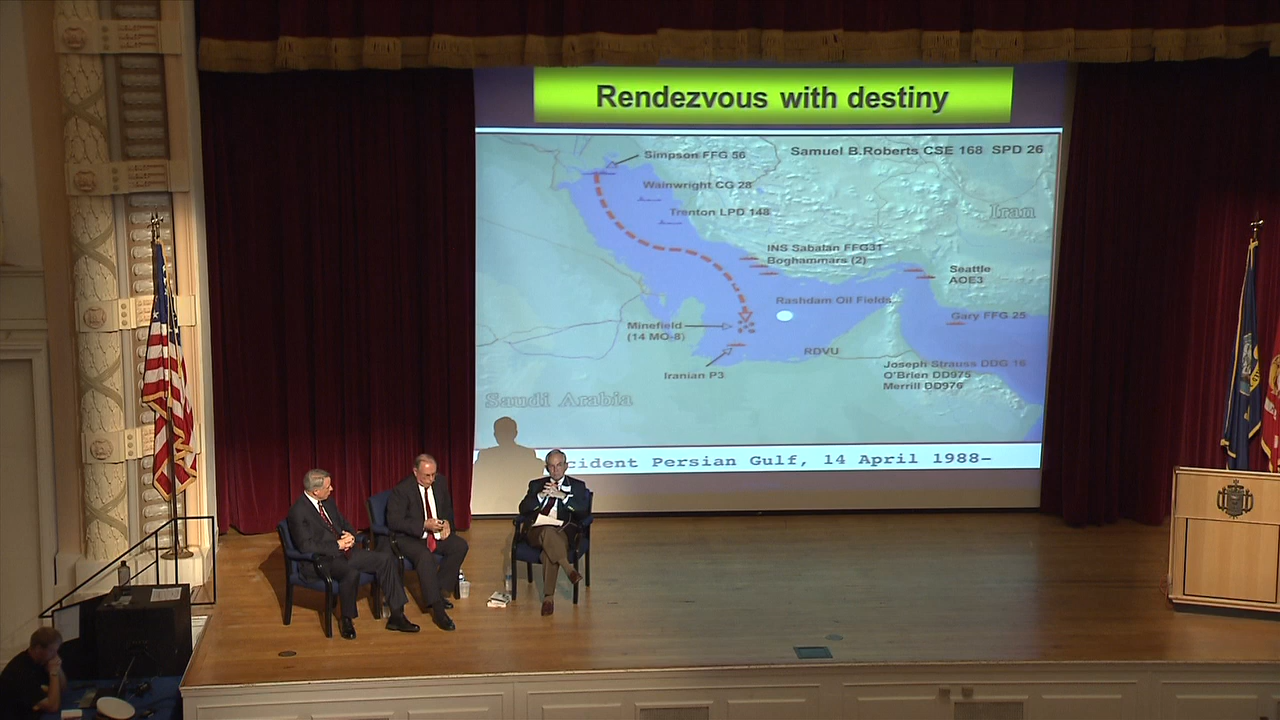 Rendezvous with destiny
Simpson FFG 56
Samuel B.Roberts CSE 168 SPD 26
Wainwright CG 28
Trenton LPD 148
Iran
INS Sabalan FFG31
Boghammars (2)
Seattle
AOE3
Rashdam Oil Fields
Gary FFG 25
Minefield
(14 MO-8)
RDVU
Iranian P3
Joseph Strauss DDG 16
O'Brien DD975
Merrill DD976
Saudi Arabia
cident Persian Gulf, 14 April 1988-